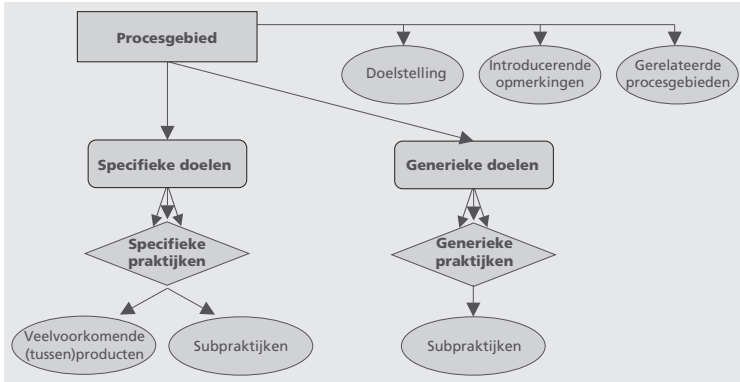 Procesgebied
Doelstelling
Introducerende
opmerkingen
Gerelateerde
procesgebieden
Specifieke doelen
Generieke doelen
Specifieke
praktijken
Generieke
praktijken
Veelvoorkomende
(tussen)producten
Subpraktijken
Subpraktijken